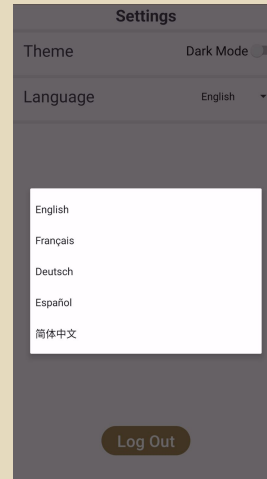 Settings
Theme Dark Mode
Language English
English
Français
Deutsch
Español
简体中文
Log Out